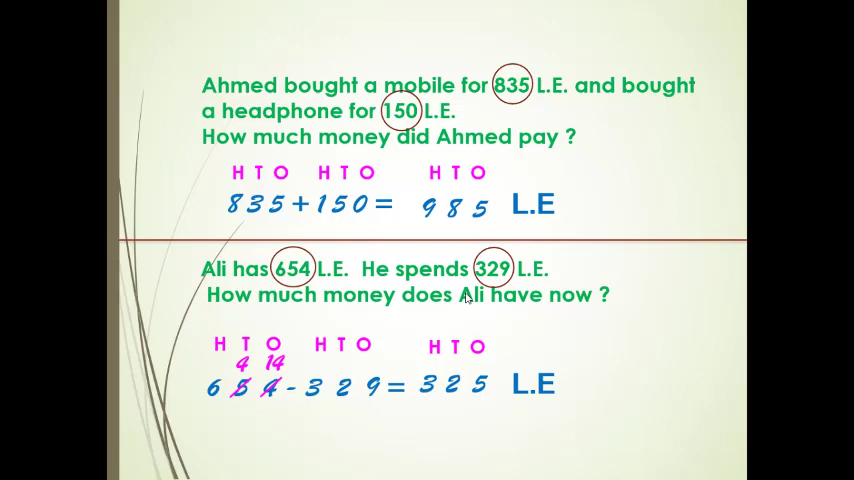 Ahmed bought a mobile for 835 L.E. and bought
a headphone for 150 L.E.
How much money did Ahmed pay ?
H T O H T O H T O
835+150= 985 L.E
Ali has 654 L.E. He spends 329 L.E.
How much money does Ali have now ?
H T O H T O H T O
4 14
654-329= 325 L.E